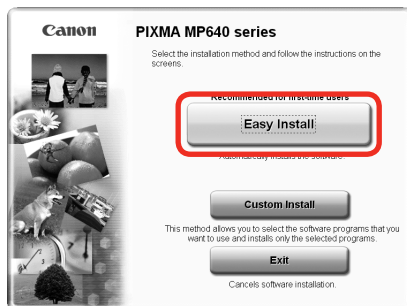 Canon
PIXMA MP640 series
Select the installation method and follow the instructions on the
screens.
Recommended for first-time users
Easy Install
Automatically installs the software.
Custom Install
This method allows you to select the software programs that you
want to use and installs only the selected programs.
Exit
Cancels software installation.